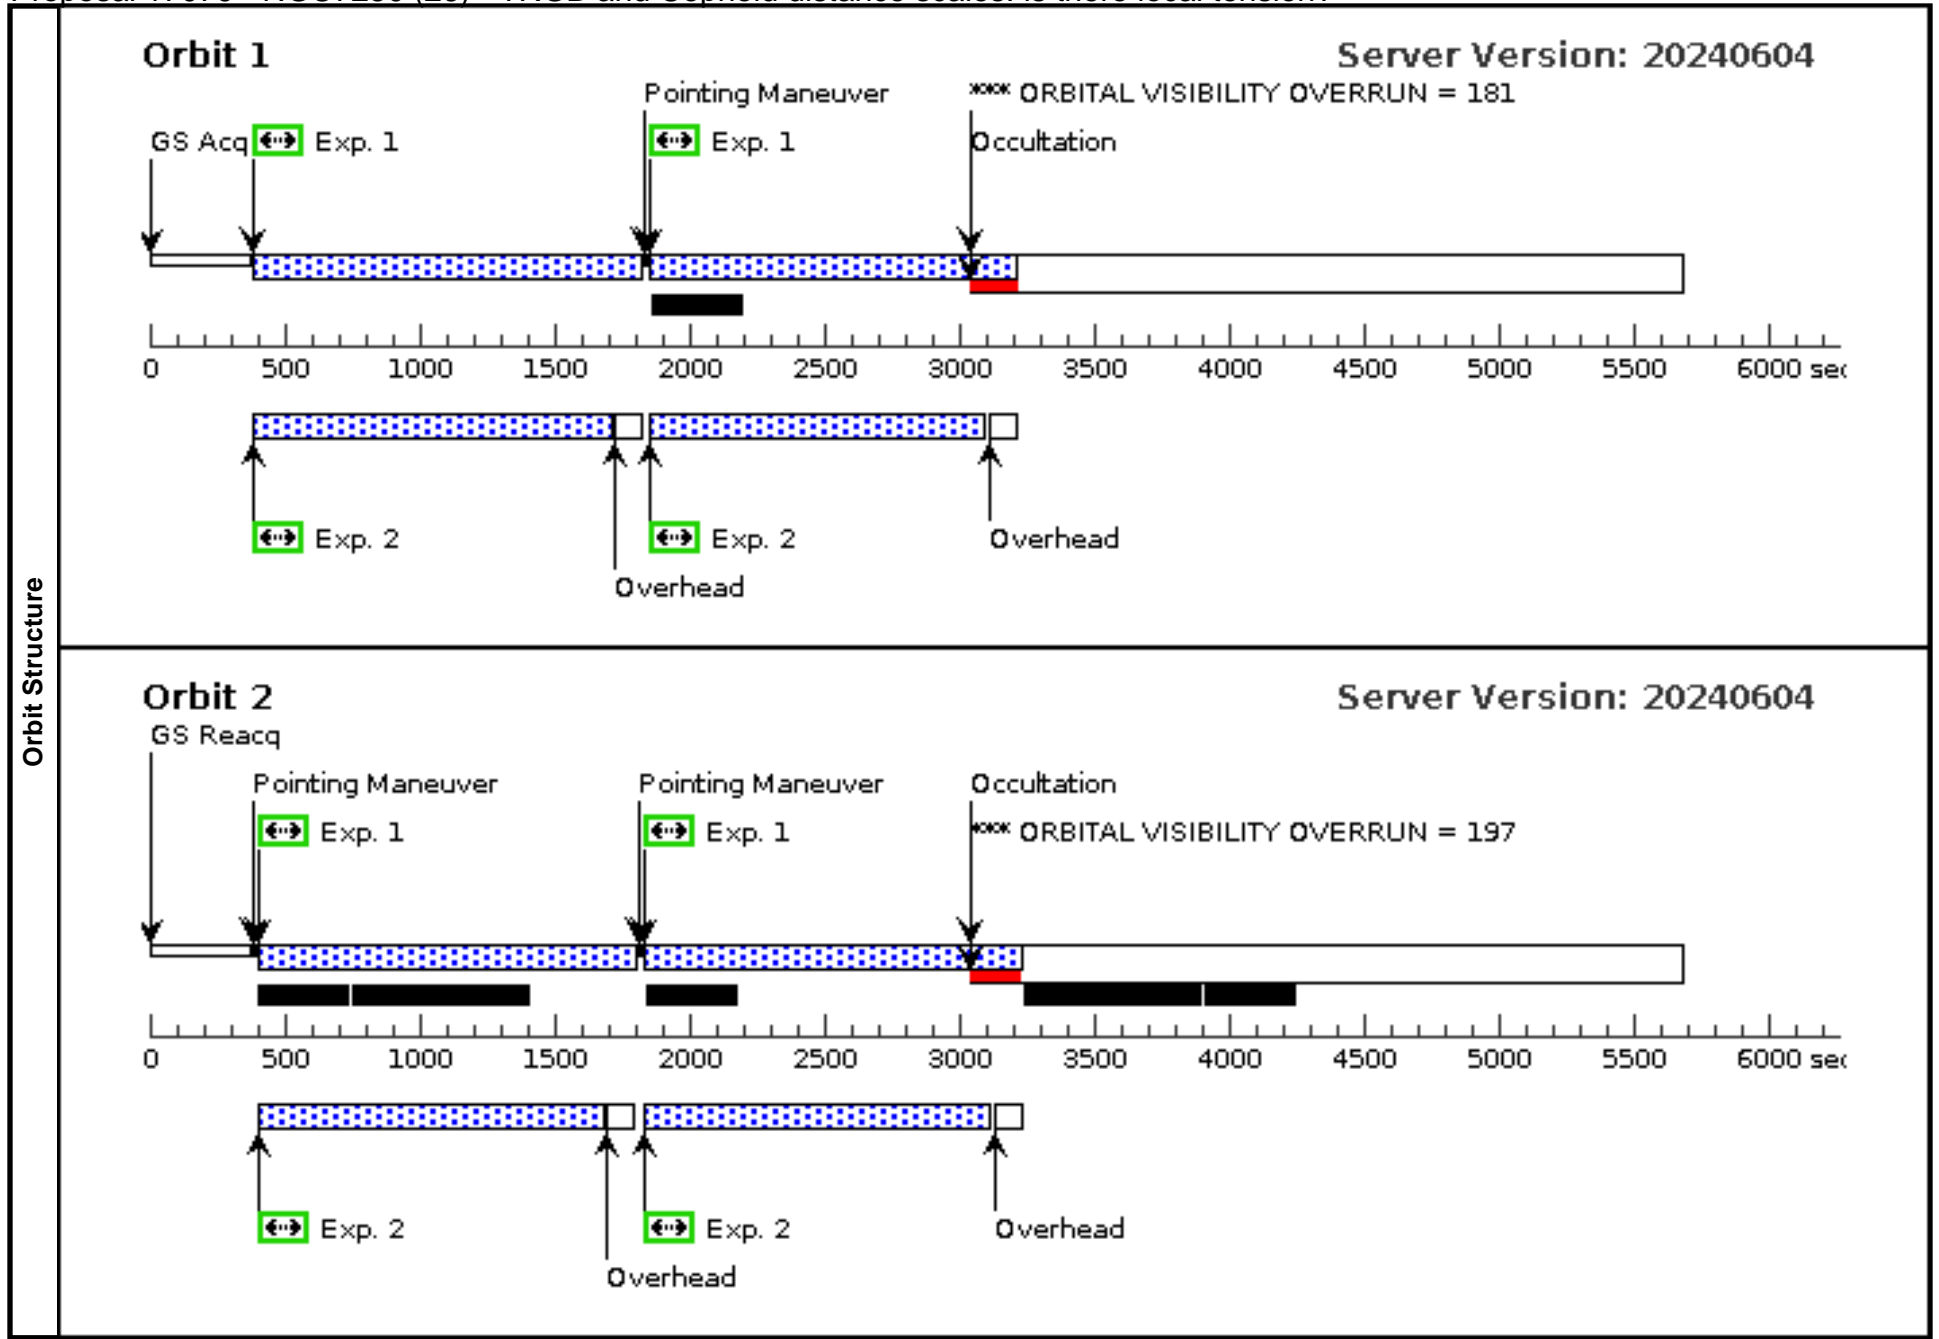 Orbit Structure
Orbit 1
Server Version: 20240604
Pointing Maneuver
*** ORBITAL VISIBILITY OVERRUN = 181
GS Acq
Exp. 1
Exp. 1
Occultation
0 500 1000 1500 2000 2500 3000 3500 4000 4500 5000 5500 6000 sec
Exp. 2
Exp. 2
Overhead
Overhead
Orbit 2
Server Version: 20240604
GS Reacq
Pointing Maneuver
Pointing Maneuver
Occultation
Exp. 1
Exp. 1
*** ORBITAL VISIBILITY OVERRUN = 197
0 500 1000 1500 2000 2500 3000 3500 4000 4500 5000 5500 6000 sec
Exp. 2
Exp. 2
Overhead
Overhead